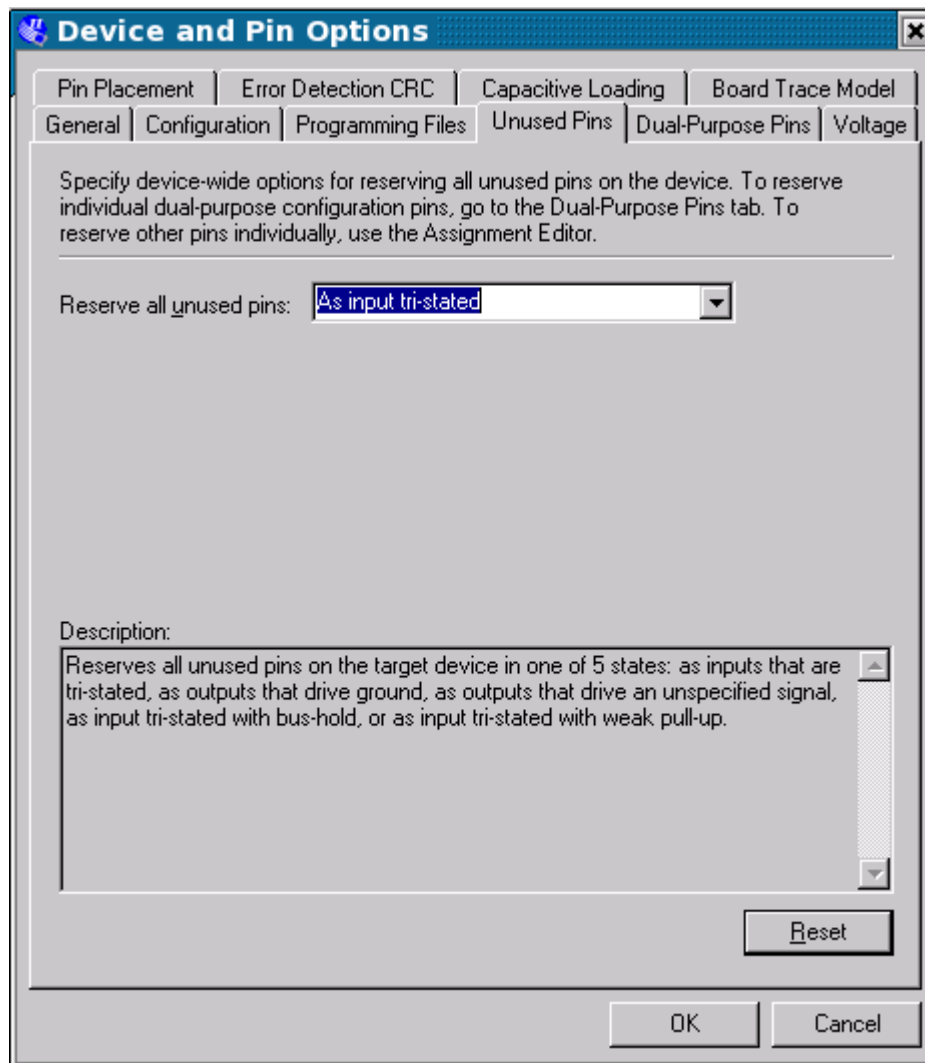 Device and Pin Options
Pin Placement
Error Detection CRC
Capacitive Loading
Board Trace Model
General
Configuration
Programming Files
Unused Pins
Dual-Purpose Pins
Voltage
Specify device-wide options for reserving all unused pins on the device. To reserve
individual dual-purpose configuration pins, go to the Dual-Purpose Pins tab. To
reserve other pins individually, use the Assignment Editor.
Reserve all unused pins:
As input tri-stated
Description:
Reserves all unused pins on the target device in one of 5 states: as inputs that are
tri-stated, as outputs that drive ground, as outputs that drive an unspecified signal,
as input tri-stated with bus-hold, or as input tri-stated with weak pull-up.
Reset
OK
Cancel